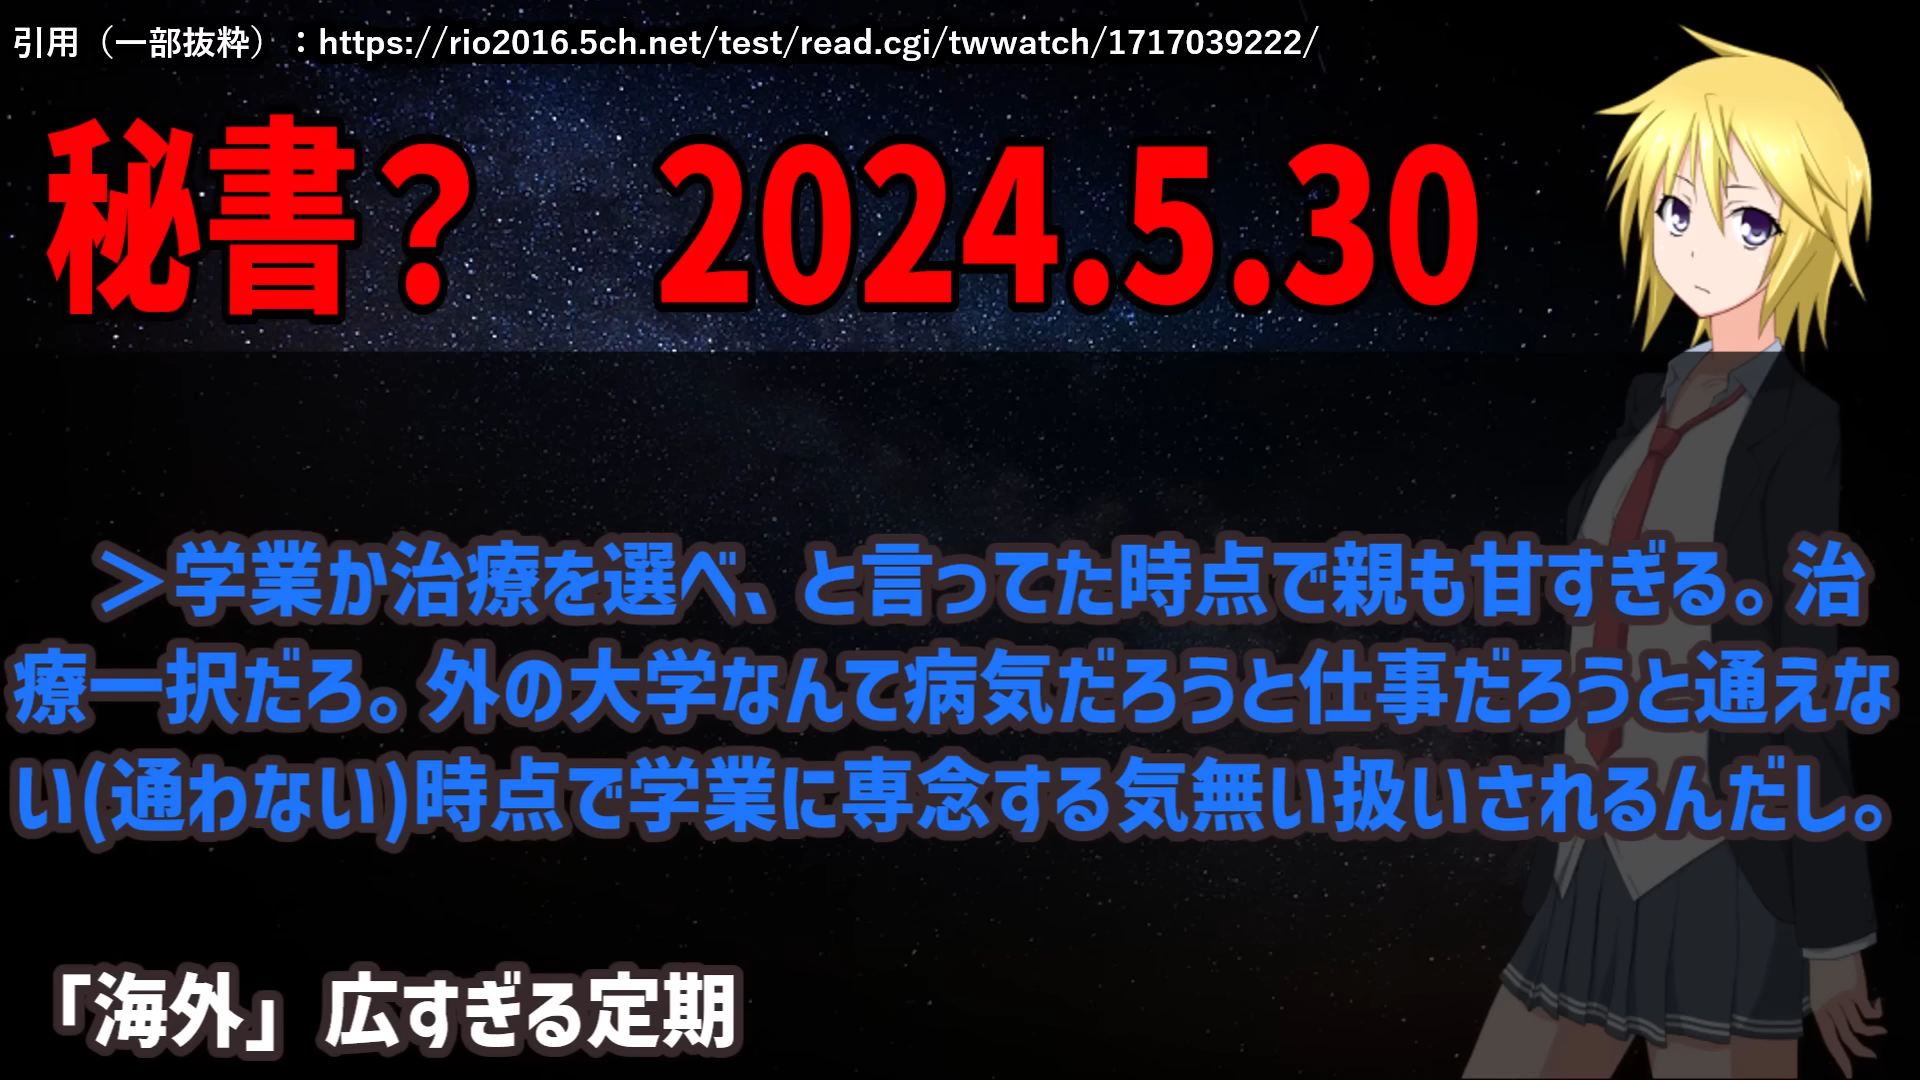 引用（一部抜粋）：https://rio2016.5ch.net/test/read.cgi/twwatch/1717039222/
秘書？　2024.5.30
＞学業か治療を選べ、と言ってた時点で親も甘すぎる。治
療一択だろ。外の大学なんて病気だろうと仕事だろうと通えな
い(通わない)時点で学業に専念する気無い扱いされるんだし。
「海外」広すぎる定期